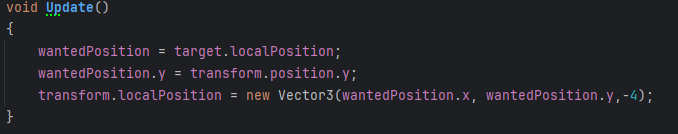 void Update()
{
    wantedPosition = target.localPosition;
    wantedPosition.y = transform.position.y;
    transform.localPosition = new Vector3(wantedPosition.x, wantedPosition.y,-4);
}